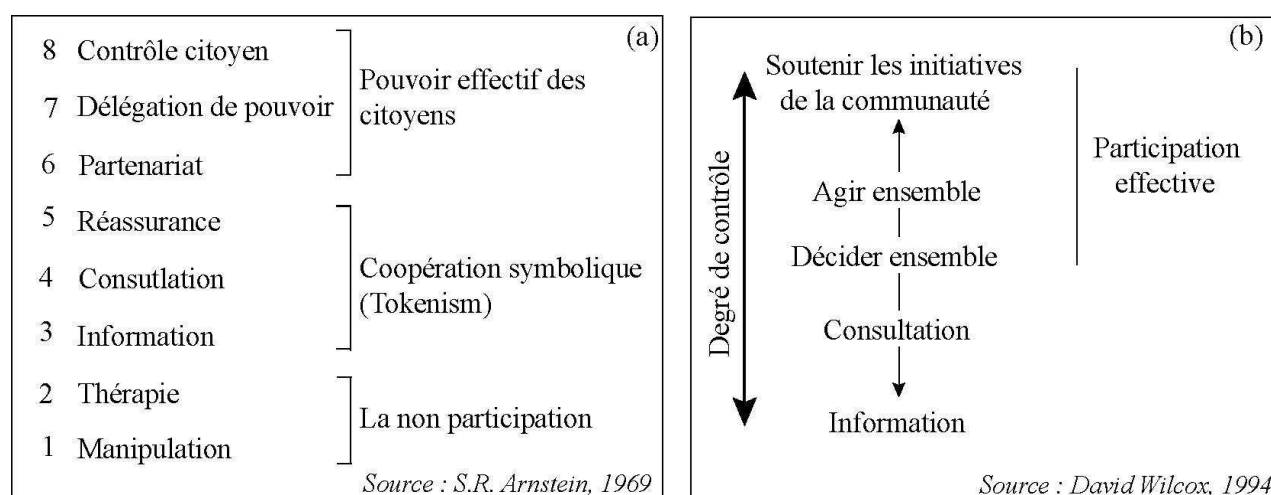 (a)
8 Contrôle citoyen
7 Délégation de pouvoir
6 Partenariat
Pouvoir effectif des
citoyens
5 Réassurance
4 Consutlation
3 Information
Coopération symbolique
(Tokenism)
2 Thérapie
1 Manipulation
La non participation
Source : S.R. Arnstein, 1969
(b)
Degré de contrôle
Soutenir les initiatives
de la communauté
Agir ensemble
Décider ensemble
Consultation
Information
Participation
effective
Source : David Wilcox, 1994